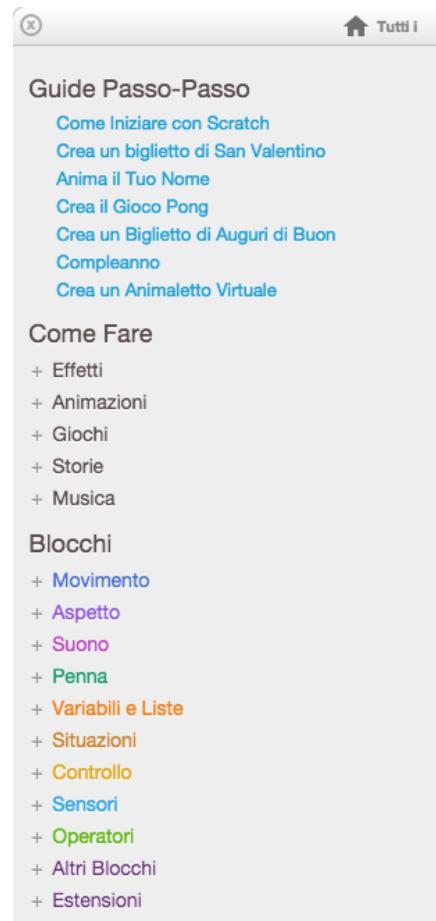 Tutti i
Guide Passo-Passo
Come Iniziare con Scratch
Crea un biglietto di San Valentino
Anima il Tuo Nome
Crea il Gioco Pong
Crea un Biglietto di Auguri di Buon
Compleanno
Crea un Animaletto Virtuale
Come Fare
+ Effetti
+ Animazioni
+ Giochi
+ Storie
+ Musica
Blocchi
+ Movimento
+ Aspetto
+ Suono
+ Penna
+ Variabili e Liste
+ Situazioni
+ Controllo
+ Sensori
+ Operatori
+ Altri Blocchi
+ Estensioni